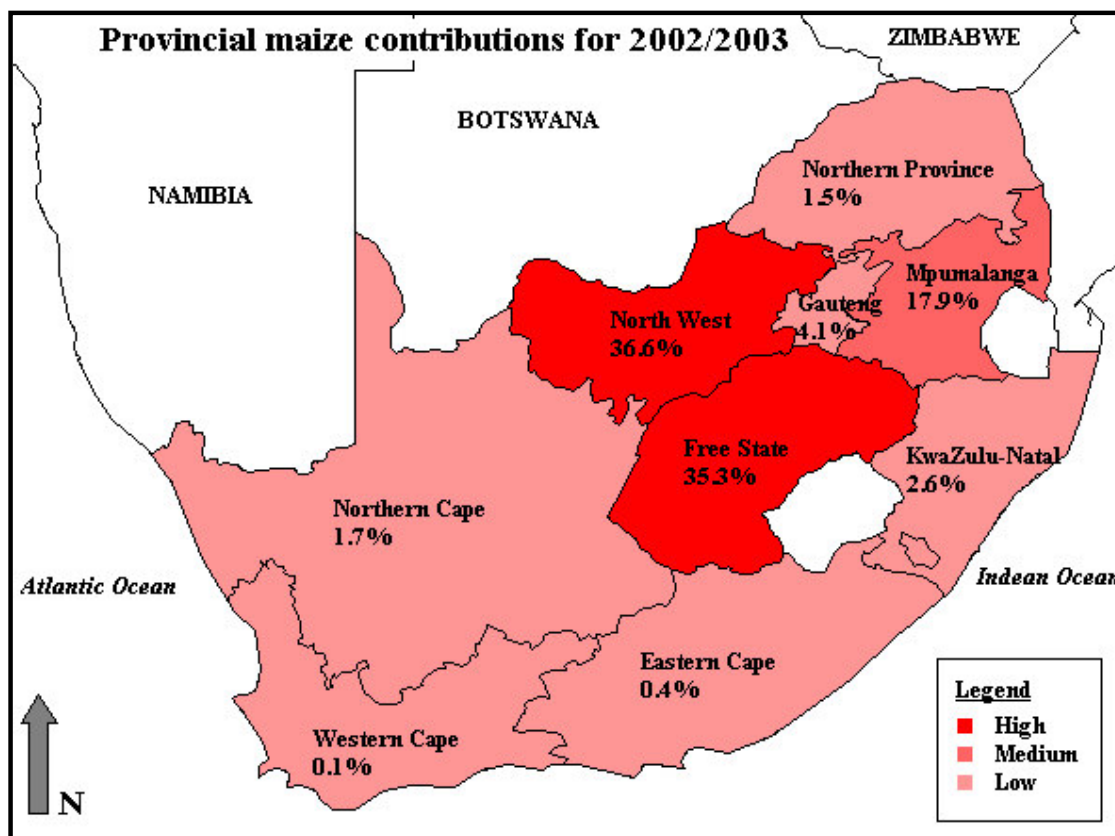 Provincial maize contributions for 2002/2003
ZIMBABWE
BOTSWANA
NAMIBIA
Northern Province
1.5%
Mpumalanga
17.9%
Gauteng
4.1%
North West
36.6%
Free State
35.3%
KwaZulu-Natal
2.6%
Northern Cape
1.7%
Atlantic Ocean
Indean Ocean
Eastern Cape
0.4%
Western Cape
0.1%
Legend
High
Medium
Low
N